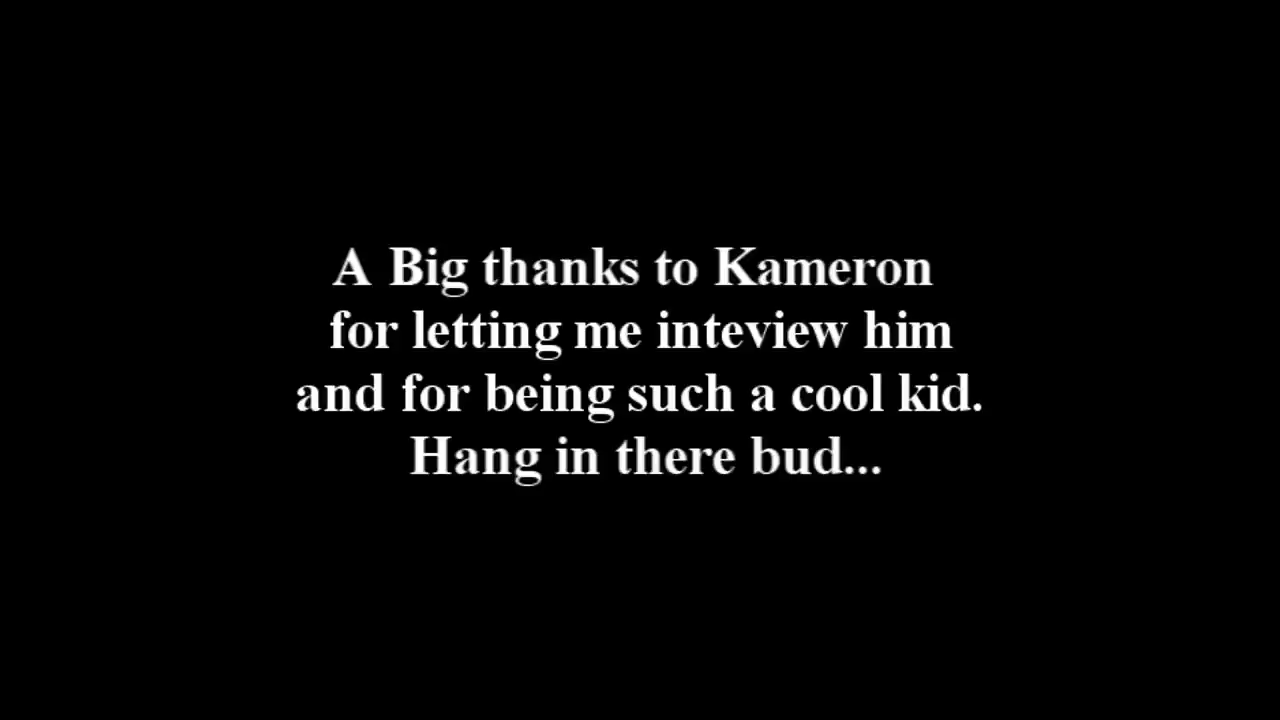 A Big thanks to Kameron
for letting me inteview him
and for being such a cool kid.
Hang in there bud...